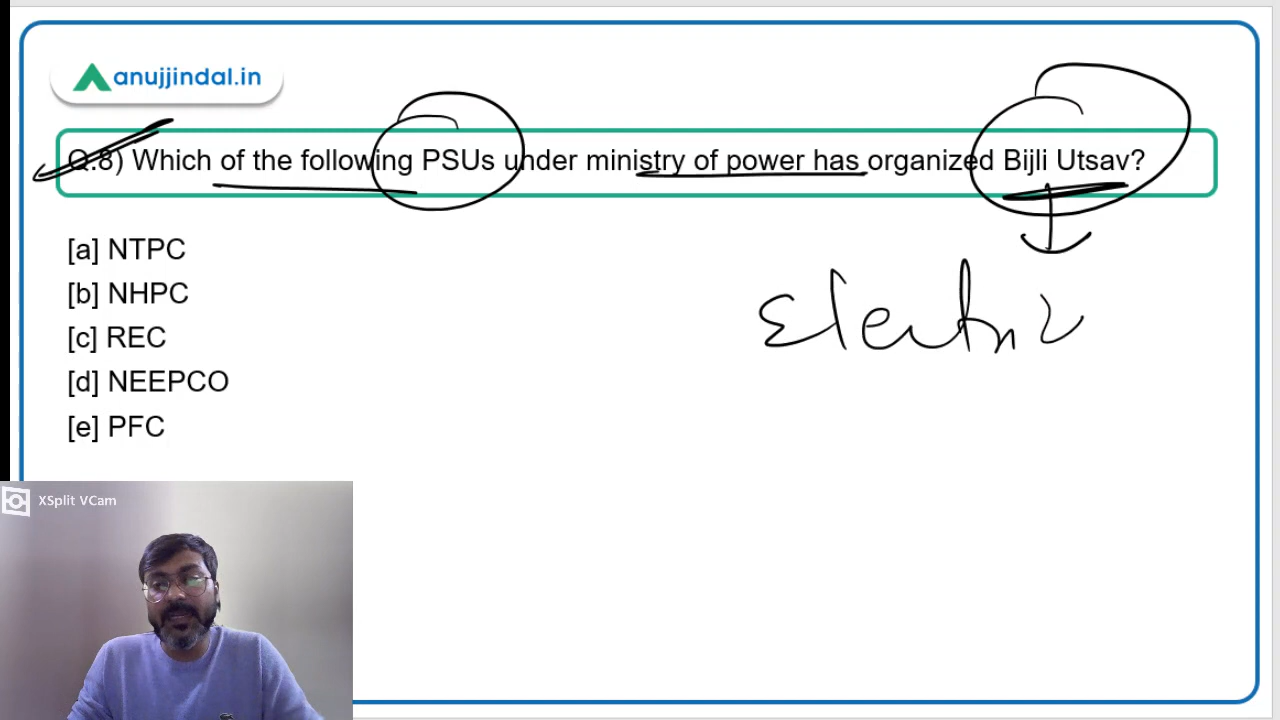 anujjindal.in
Q.8) Which of the following PSUs under ministry of power has organized Bijli Utsav?
[a] NTPC
[b] NHPC
[c] REC
[d] NEEPCO
[e] PFC
Electric
XSplit VCam